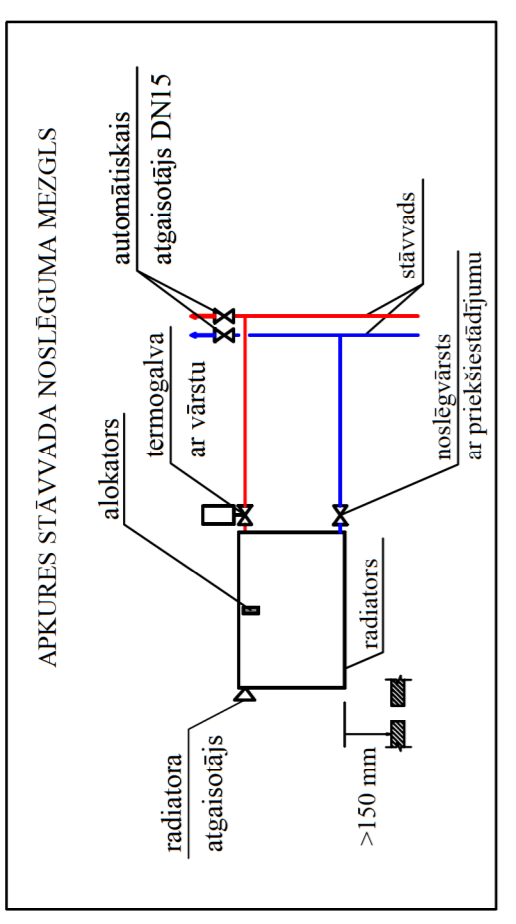 APKURES STĀVVADA NOSLĒGUMA MEZGLS
automātiskais
atgaisotājs DN15
alokators
termogalva
ar vārstu
radiatora
atgaisotājs
stāvvads
noslēgvārsts
ar priekšiestādījumu
radiators
>150 mm